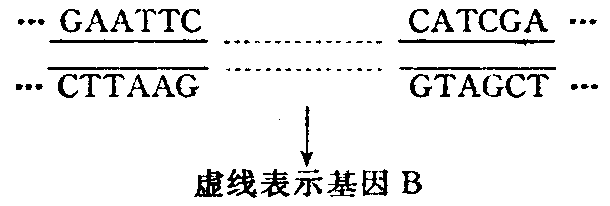 … GAATTC CATCGA …
… CTTAAG GTAGCT …
虚线表示基因 B